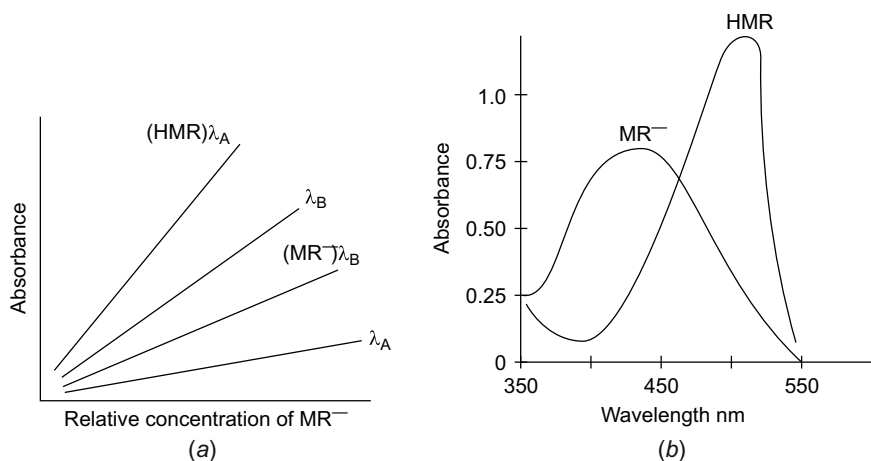 Absorbance
(HMR)λA
λB
(MR—)λB
λA
Relative concentration of MR—
(a)
HMR
MR—
Absorbance
1.0
0.75
0.50
0.25
0
350 450 550
Wavelength nm
(b)